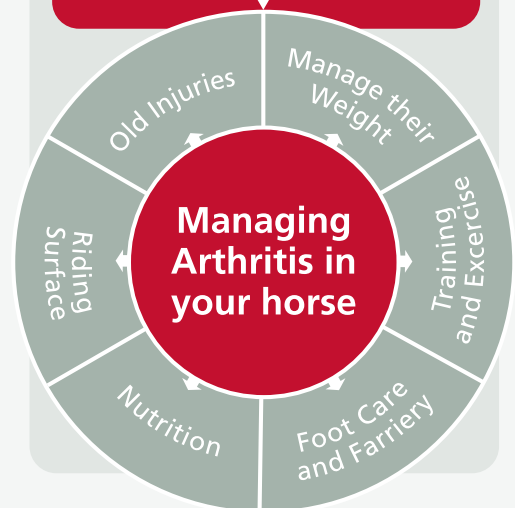 Managing
Arthritis in
your horse
Manage their
Weight
Training
and Excercise
Foot Care
and Farriery
Nutrition
Riding
Surface
Old Injuries